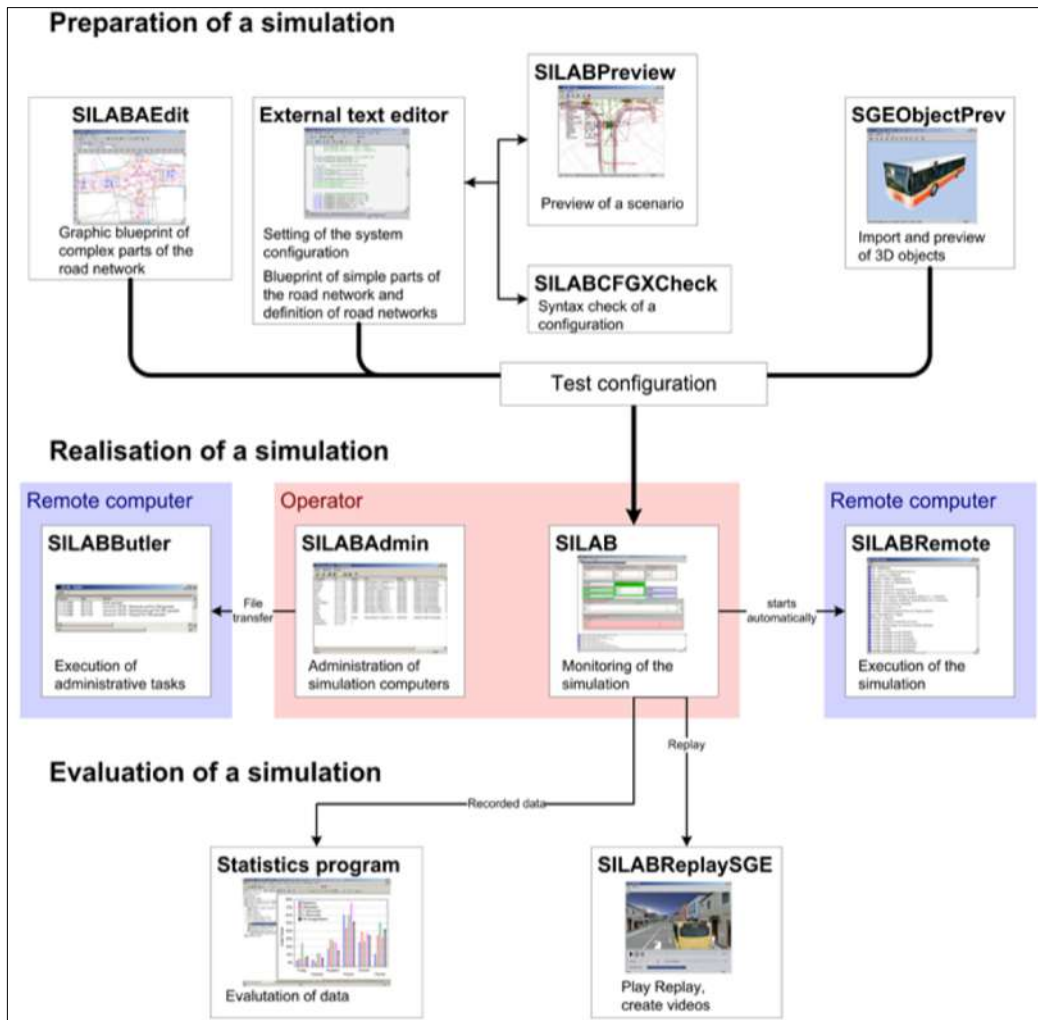 Preparation of a simulation
SILABAEdit
Graphic blueprint of
complex parts of the
road network
External text editor
Setting of the system
configuration
Blueprint of simple parts of
the road network and
definition of road networks
SILABPreview
Preview of a scenario
SILABCFGXCheck
Syntax check of a
configuration
SGEObjectPrev
Import and preview
of 3D objects
Test configuration
Realisation of a simulation
Remote computer
SILABButler
Execution of
administrative tasks
File
transfer
Operator
SILABAdmin
Administration of
simulation computers
SILAB
Monitoring of the
simulation
starts
automatically
Remote computer
SILABRemote
Execution of the
simulation
Replay
Evaluation of a simulation
Recorded data
Statistics program
Evalutation of data
SILABReplaySGE
Play Replay,
create videos